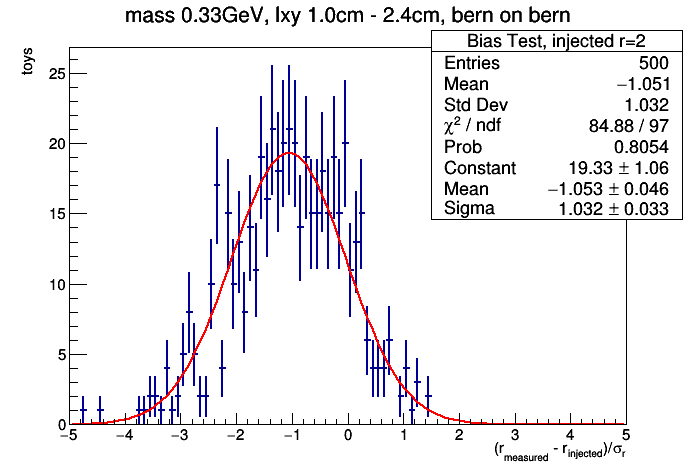 mass 0.33GeV, lxy 1.0cm - 2.4cm, bern on bern
Bias Test, injected r=2
Entries 500
Mean −1.051
Std Dev 1.032
χ² / ndf 84.88 / 97
Prob 0.8054
Constant 19.33 ± 1.06
Mean −1.053 ± 0.046
Sigma 1.032 ± 0.033
toys
25
20
15
10
5
0
−5 −4 −3 −2 −1 0 1 2 3 4 5
(r_measured - r_injected)/σ_r